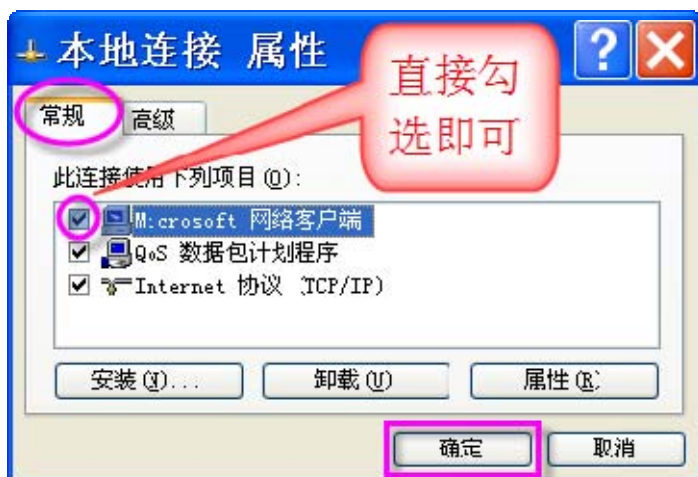 本地连接 属性
直接勾
选即可
常规
高级
此连接使用下列项目(O):
Microsoft 网络客户端
QoS 数据包计划程序
Internet 协议 (TCP/IP)
安装(N)...
卸载(U)
属性(R)
确定
取消